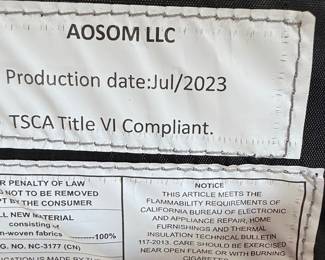 AOSOM LLC
Production date:Jul/2023
TSCA Title VI Compliant.
R PENALTY OF LAW
NOT TO BE REMOVED
PT BY THE CONSUMER
LL NEW MATERIAL
consisting of
n-woven fabrics 100%
G. NO. NC-3177 (CN)
NOTICE
THIS ARTICLE MEETS THE
FLAMMABILITY REQUIREMENTS OF
CALIFORNIA BUREAU OF ELECTRONIC
AND APPLIANCE REPAIR, HOME
FURNISHINGS AND THERMAL
INSULATION TECHNICAL BULLETIN
117-2013. CARE SHOULD BE EXERCISED
NEAR OPEN FLAME OR WITH BURNING